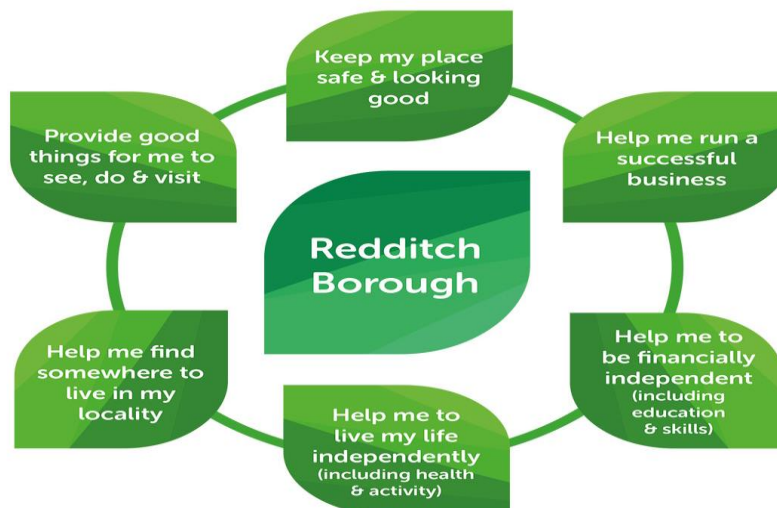 Keep my place
safe & looking
good
Provide good
things for me to
see, do & visit
Help me run a
successful
business
Redditch
Borough
Help me find
somewhere to
live in my
locality
Help me to
be financially
independent
(including
education
& skills)
Help me to
live my life
independently
(including health
& activity)